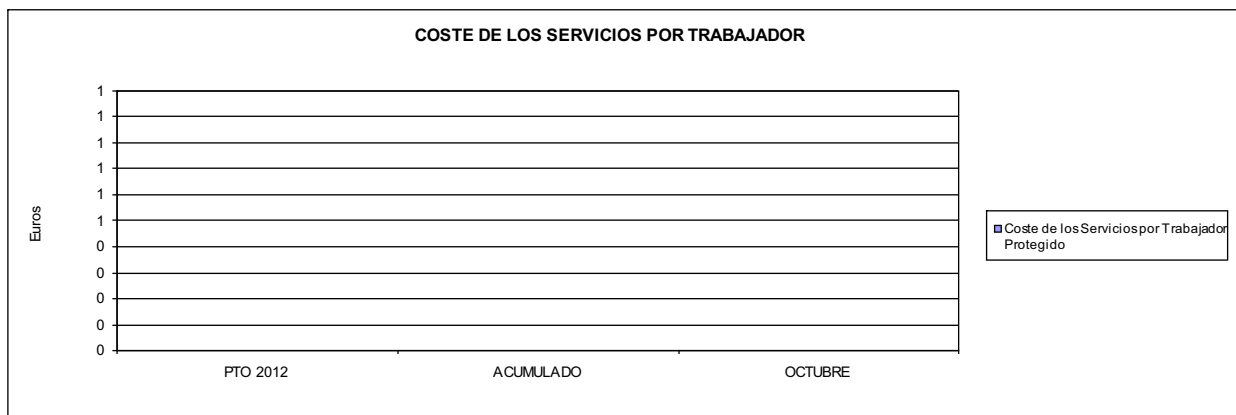 COSTE DE LOS SERVICIOS POR TRABAJADOR
1
1
1
1
1
1
0
0
0
0
0
Euros
PTO 2012
ACUMULADO
OCTUBRE
Coste de los Servicios por Trabajador
Protegido